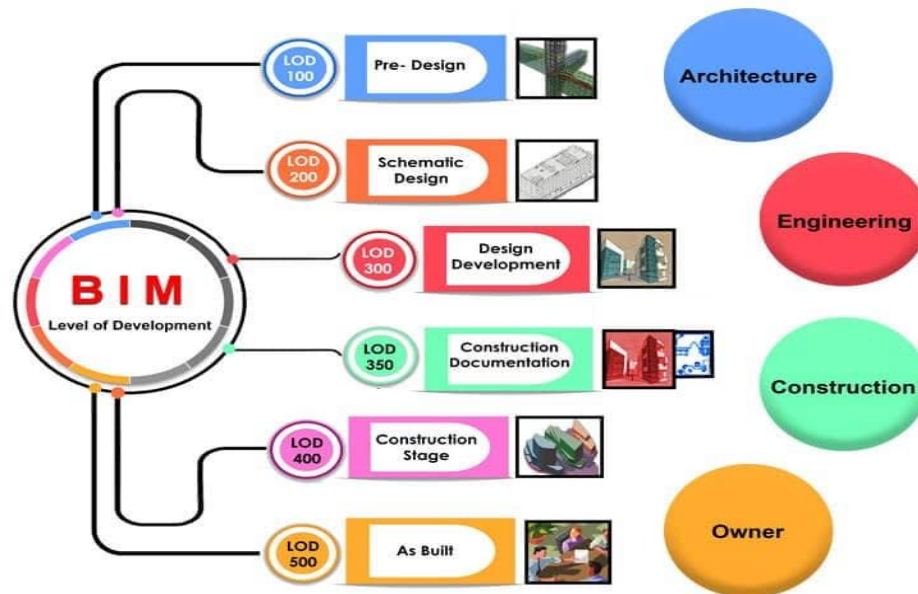 LOD
100
Pre- Design
Architecture
LOD
200
Schematic
Design
Engineering
LOD
300
Design
Development
B I M
Level of Development
LOD
350
Construction
Documentation
Construction
LOD
400
Construction
Stage
Owner
LOD
500
As Built